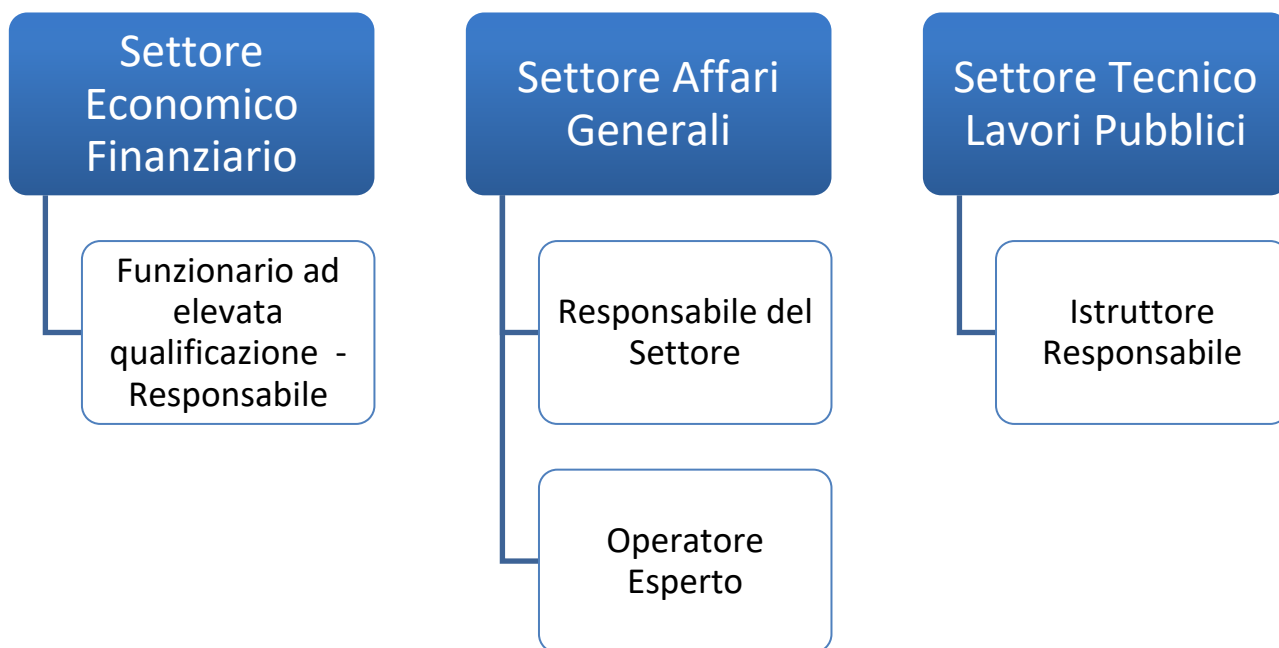 Settore
Economico
Finanziario
Funzionario ad
elevata
qualificazione  -
Responsabile
Settore Affari
Generali
Responsabile del
Settore
Operatore
Esperto
Settore Tecnico
Lavori Pubblici
Istruttore
Responsabile